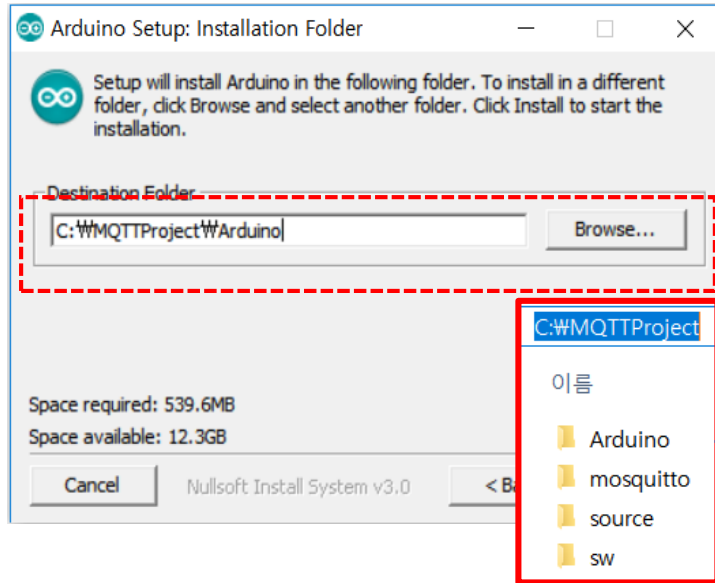 Arduino Setup: Installation Folder
Setup will install Arduino in the following folder. To install in a different
folder, click Browse and select another folder. Click Install to start the
installation.
Destination Folder
C:₩MQTTProject₩Arduino
Browse...
Space required: 539.6MB
Space available: 12.3GB
Cancel
Nullsoft Install System v3.0
C:₩MQTTProject
이름
Arduino
mosquitto
source
sw